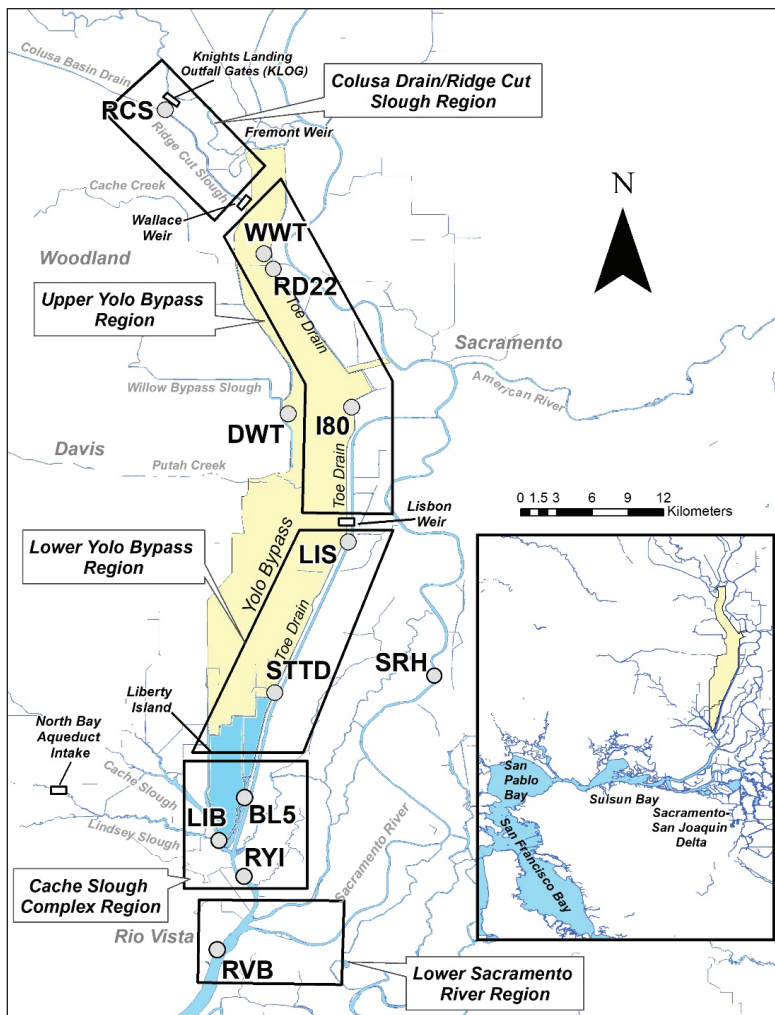 Knights Landing
Outfall Gates (KLOG)
Colusa Basin Drain
RCS
Colusa Drain/Ridge Cut
Slough Region
Ridge Cut Slough
Fremont Weir
Cache Creek
Wallace
Weir
N
Woodland
WWT
RD22
Upper Yolo Bypass
Region
Toe Drain
Sacramento
American River
Willow Bypass Slough
DWT
I80
Davis
Putah Creek
Toe Drain
0 1.5 3 6 9 12
Kilometers
Lisbon
Weir
Lower Yolo Bypass
Region
Yolo Bypass
LIS
Toe Drain
STTD
SRH
Liberty
Island
North Bay
Aqueduct
Intake
Cache Slough
LIB
BL5
Lindsey Slough
RYI
Sacramento River
Cache Slough
Complex Region
Rio Vista
RVB
Lower Sacramento
River Region
San
Pablo
Bay
Suisun Bay
Sacramento-
San Joaquin
Delta
San Francisco
Bay